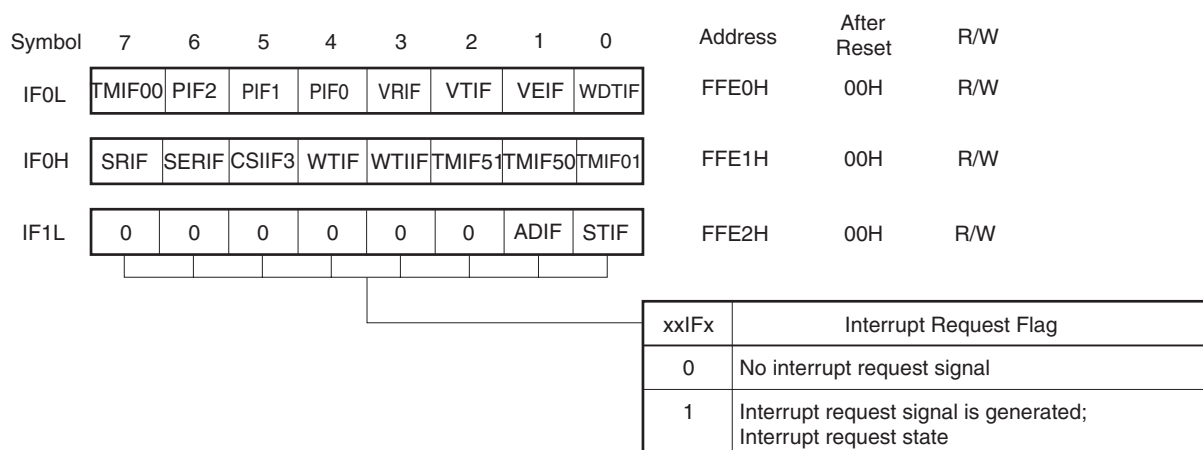 Symbol 7 6 5 4 3 2 1 0 Address After Reset R/W
IF0L TMIF00 PIF2 PIF1 PIF0 VRIF VTIF VEIF WDTIF FFE0H 00H R/W
IF0H SRIF SERIF CSIIF3 WTIF WTIIF TMIF51 TMIF50 TMIF01 FFE1H 00H R/W
IF1L 0 0 0 0 0 0 ADIF STIF FFE2H 00H R/W
xxIFx Interrupt Request Flag
0 No interrupt request signal
1 Interrupt request signal is generated;
Interrupt request state